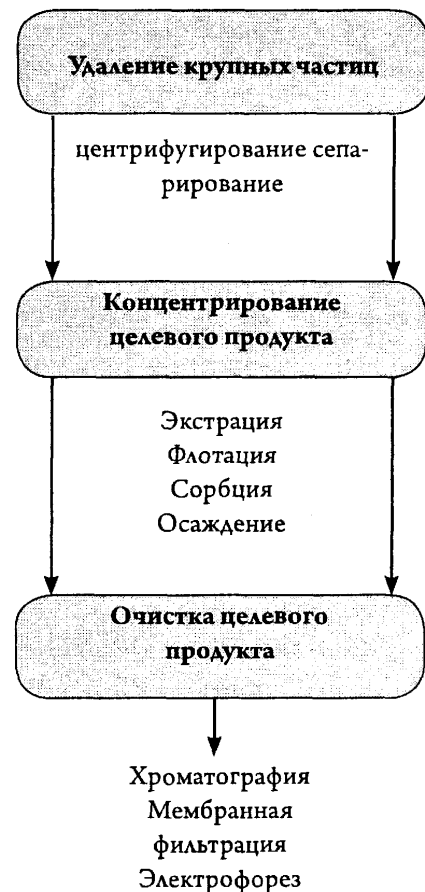 Удаление крупных частиц
центрифугирование сепа-
рирование
Концентрирование
целевого продукта
Экстрация
Флотация
Сорбция
Осаждение
Очистка целевого
продукта
Хроматография
Мембранная
фильтрация
Электрофорез